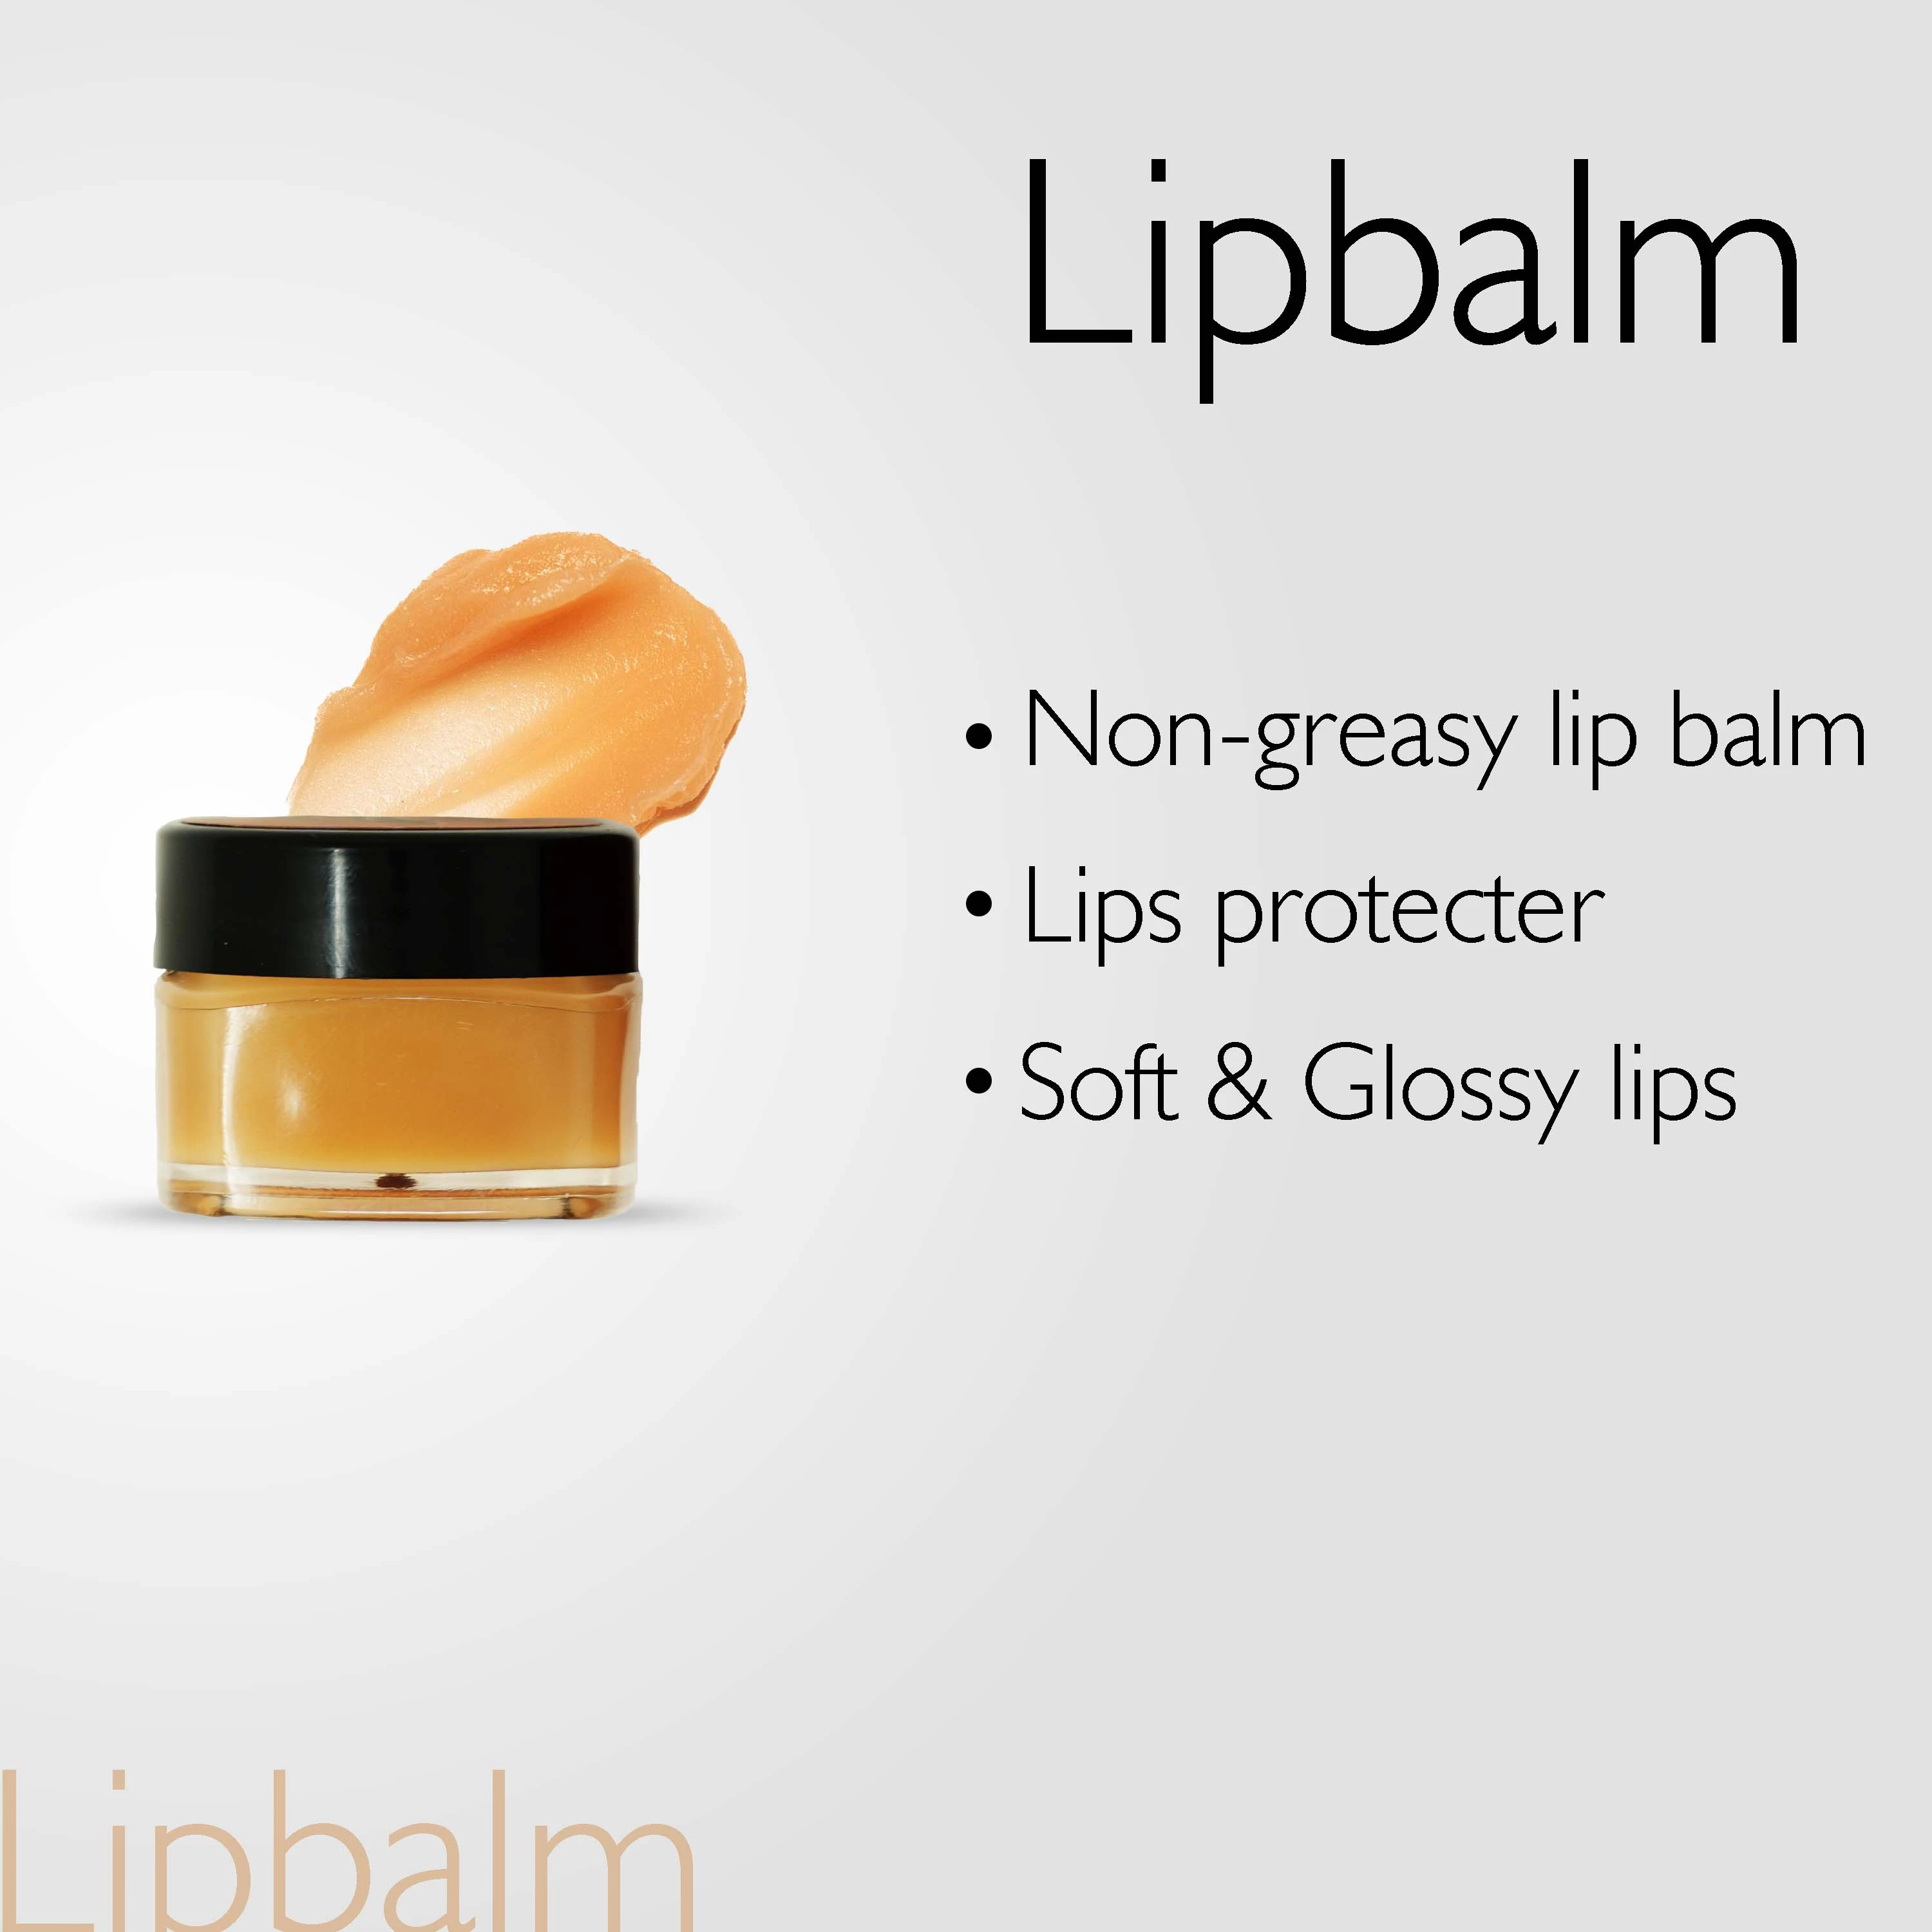 Lipbalm
• Non-greasy lip balm
• Lips protecter
• Soft & Glossy lips
Lipbalm